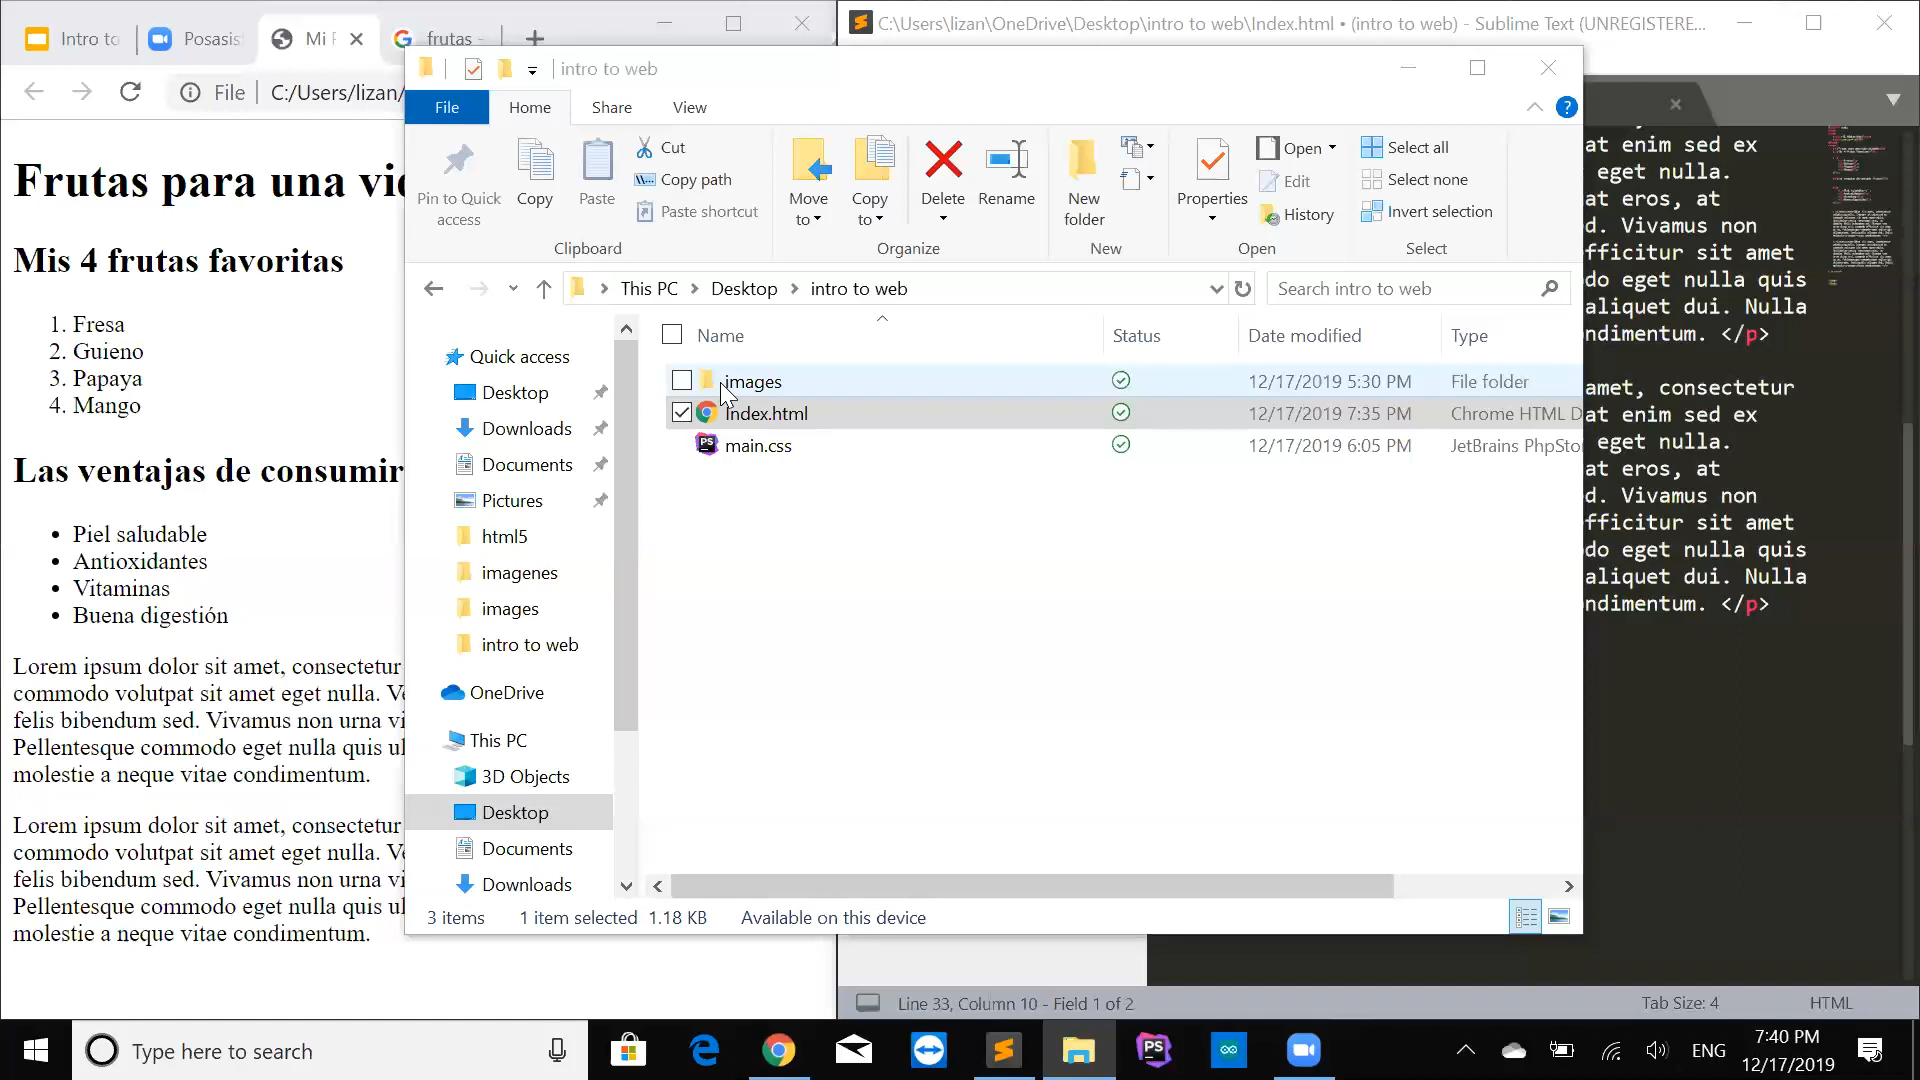 Intro to
Posasis
Mi F
frutas -
File
C:/Users/lizan/
C:\Users\lizan\OneDrive\Desktop\intro to web\Index.html • (intro to web) - Sublime Text (UNREGISTERE...
intro to web
File
Home
Share
View
Pin to Quick access
Copy
Paste
Cut
Copy path
Paste shortcut
Clipboard
Move to
Copy to
Delete
Rename
Organize
New folder
New
Properties
Open
Edit
History
Open
Select all
Select none
Invert selection
Select
This PC > Desktop > intro to web
Search intro to web
Name
Status
Date modified
Type
images
12/17/2019 5:30 PM
File folder
Index.html
12/17/2019 7:35 PM
Chrome HTML D
main.css
12/17/2019 6:05 PM
JetBrains PhpSto
Quick access
Desktop
Downloads
Documents
Pictures
html5
imagenes
images
intro to web
OneDrive
This PC
3D Objects
Desktop
Documents
Downloads
3 items
1 item selected 1.18 KB
Available on this device
Frutas para una vid
Mis 4 frutas favoritas
1. Fresa
2. Guieno
3. Papaya
4. Mango
Las ventajas de consumir
• Piel saludable
• Antioxidantes
• Vitaminas
• Buena digestión
Lorem ipsum dolor sit amet, consectetur
commodo volutpat sit amet eget nulla. Ve
felis bibendum sed. Vivamus non urna vi
Pellentesque commodo eget nulla quis ul
molestie a neque vitae condimentum.
Lorem ipsum dolor sit amet, consectetur
commodo volutpat sit amet eget nulla. Ve
felis bibendum sed. Vivamus non urna vi
Pellentesque commodo eget nulla quis ul
molestie a neque vitae condimentum.
at enim sed ex
eget nulla.
at eros, at
d. Vivamus non
fficitur sit amet
do eget nulla quis
aliquet dui. Nulla
ndimentum. </p>
amet, consectetur
at enim sed ex
eget nulla.
at eros, at
d. Vivamus non
fficitur sit amet
do eget nulla quis
aliquet dui. Nulla
ndimentum. </p>
Line 33, Column 10 - Field 1 of 2
Tab Size: 4
HTML
Type here to search
ENG
7:40 PM
12/17/2019